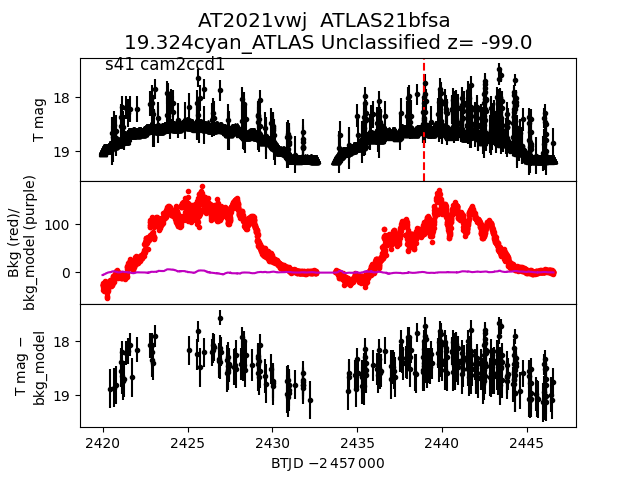 AT2021vwj ATLAS21bfsa
19.324cyan_ATLAS Unclassified z= -99.0
s41 cam2ccd1
T mag
18
19
Bkg (red)/
bkg_model (purple)
100
0
T mag −
bkg_model
18
19
2420 2425 2430 2435 2440 2445
BTJD −2 457 000